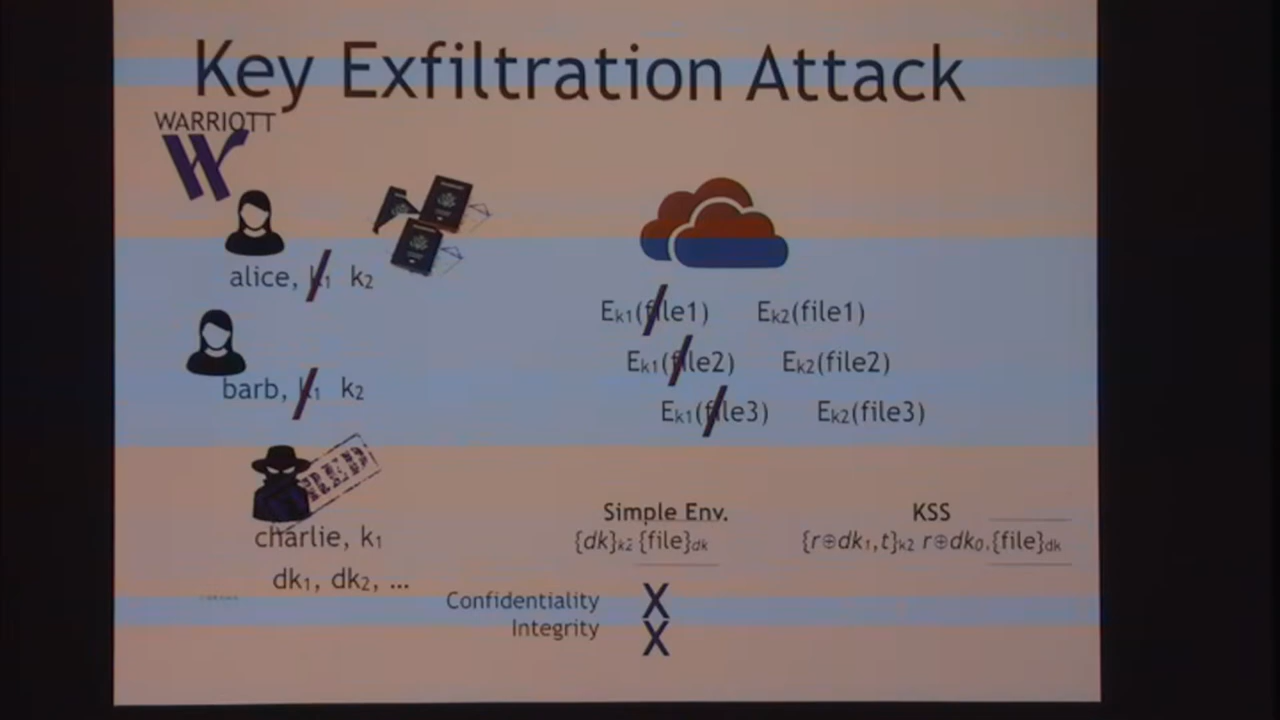 Key Exfiltration Attack
WARRIOTT
W
alice, k₁ k₂
barb, k₁ k₂
charlie, k₁
dk₁, dk₂, ...
Eₖ₁(file1) Eₖ₂(file1)
Eₖ₁(file2) Eₖ₂(file2)
Eₖ₁(file3) Eₖ₂(file3)
Simple Env. KSS
{dk}ₖ₂ {file}dk {r⊕dk₁,t}ₖ₂ r⊕dk₀,{file}dk
Confidentiality X
Integrity X